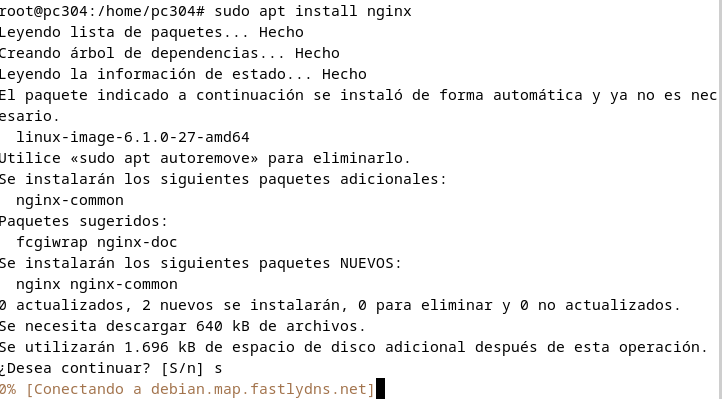 root@pc304:/home/pc304# sudo apt install nginx
Leyendo lista de paquetes... Hecho
Creando árbol de dependencias... Hecho
Leyendo la información de estado... Hecho
El paquete indicado a continuación se instaló de forma automática y ya no es nec
esario.
  linux-image-6.1.0-27-amd64
Utilice «sudo apt autoremove» para eliminarlo.
Se instalarán los siguientes paquetes adicionales:
  nginx-common
Paquetes sugeridos:
  fcgiwrap nginx-doc
Se instalarán los siguientes paquetes NUEVOS:
  nginx nginx-common
0 actualizados, 2 nuevos se instalarán, 0 para eliminar y 0 no actualizados.
Se necesita descargar 640 kB de archivos.
Se utilizarán 1.696 kB de espacio de disco adicional después de esta operación.
¿Desea continuar? [S/n] s
0% [Conectando a debian.map.fastlydns.net]